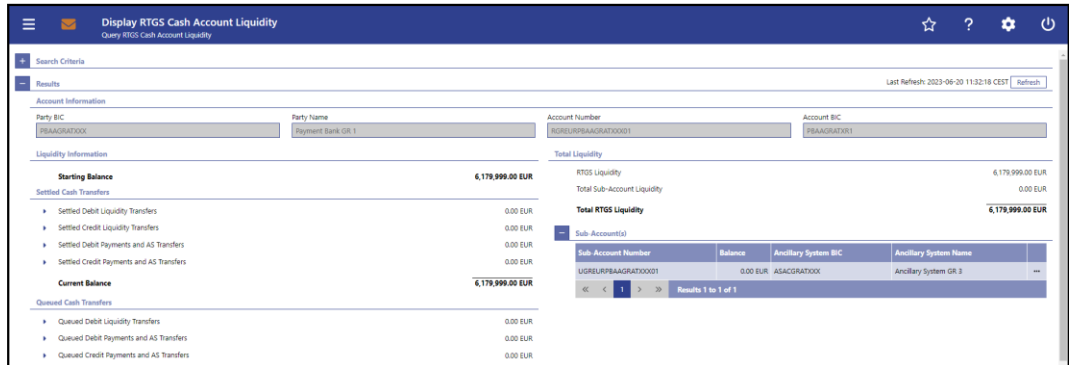 Display RTGS Cash Account Liquidity
Query RTGS Cash Account Liquidity
Search Criteria
Results
Last Refresh: 2023-06-20 11:32:18 CEST Refresh
Account Information
Party BIC Party Name Account Number Account BIC
PBAAGRATXXX Payment Bank GR 1 RGREURPBAAGRATXXX01 PBAAGRATXR1
Liquidity Information
Starting Balance 6,179,999.00 EUR
Settled Cash Transfers
Settled Debit Liquidity Transfers 0.00 EUR
Settled Credit Liquidity Transfers 0.00 EUR
Settled Debit Payments and AS Transfers 0.00 EUR
Settled Credit Payments and AS Transfers 0.00 EUR
Current Balance 6,179,999.00 EUR
Queued Cash Transfers
Queued Debit Liquidity Transfers 0.00 EUR
Queued Debit Payments and AS Transfers 0.00 EUR
Queued Credit Payments and AS Transfers 0.00 EUR
Total Liquidity
RTGS Liquidity 6,179,999.00 EUR
Total Sub-Account Liquidity 0.00 EUR
Total RTGS Liquidity 6,179,999.00 EUR
Sub-Account(s)
Sub-Account Number Balance Ancillary System BIC Ancillary System Name
UGREURPBAAGRATXXX01 0.00 EUR ASACGRATXXX Ancillary System GR 3
1 Results 1 to 1 of 1